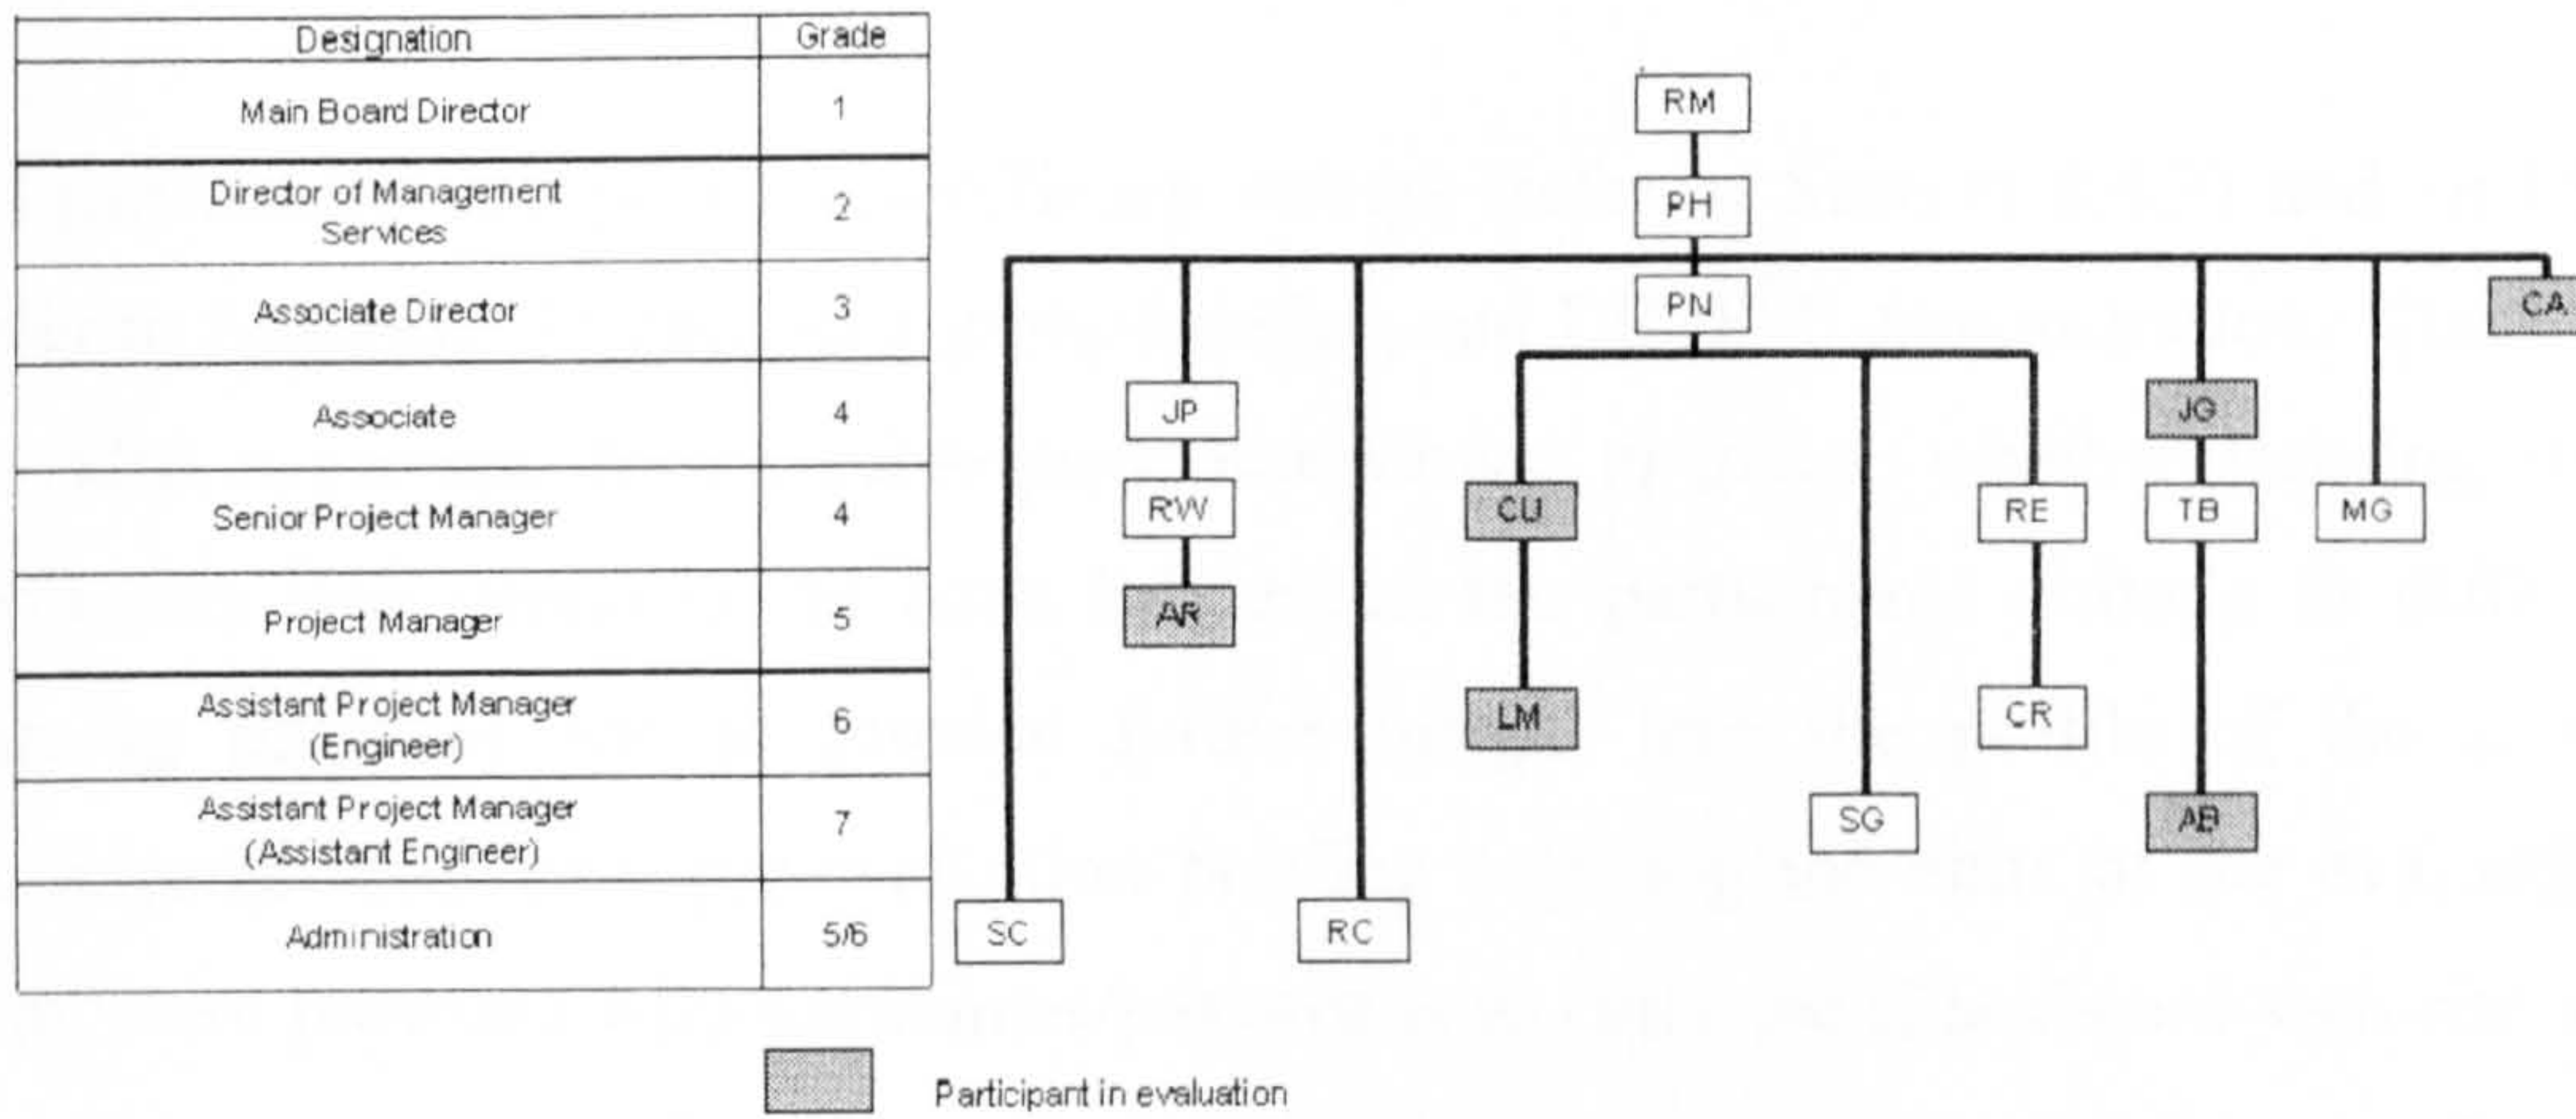 Designation Grade
Main Board Director 1
Director of Management
Services 2
Associate Director 3
Associate 4
Senior Project Manager 4
Project Manager 5
Assistant Project Manager
(Engineer) 6
Assistant Project Manager
(Assistant Engineer) 7
Administration 5/6
RM
PH
PN
CA
JP
JG
RW
CU
RE
TB
MG
AR
LM
CR
SG
AB
SC
RC
Participant in evaluation